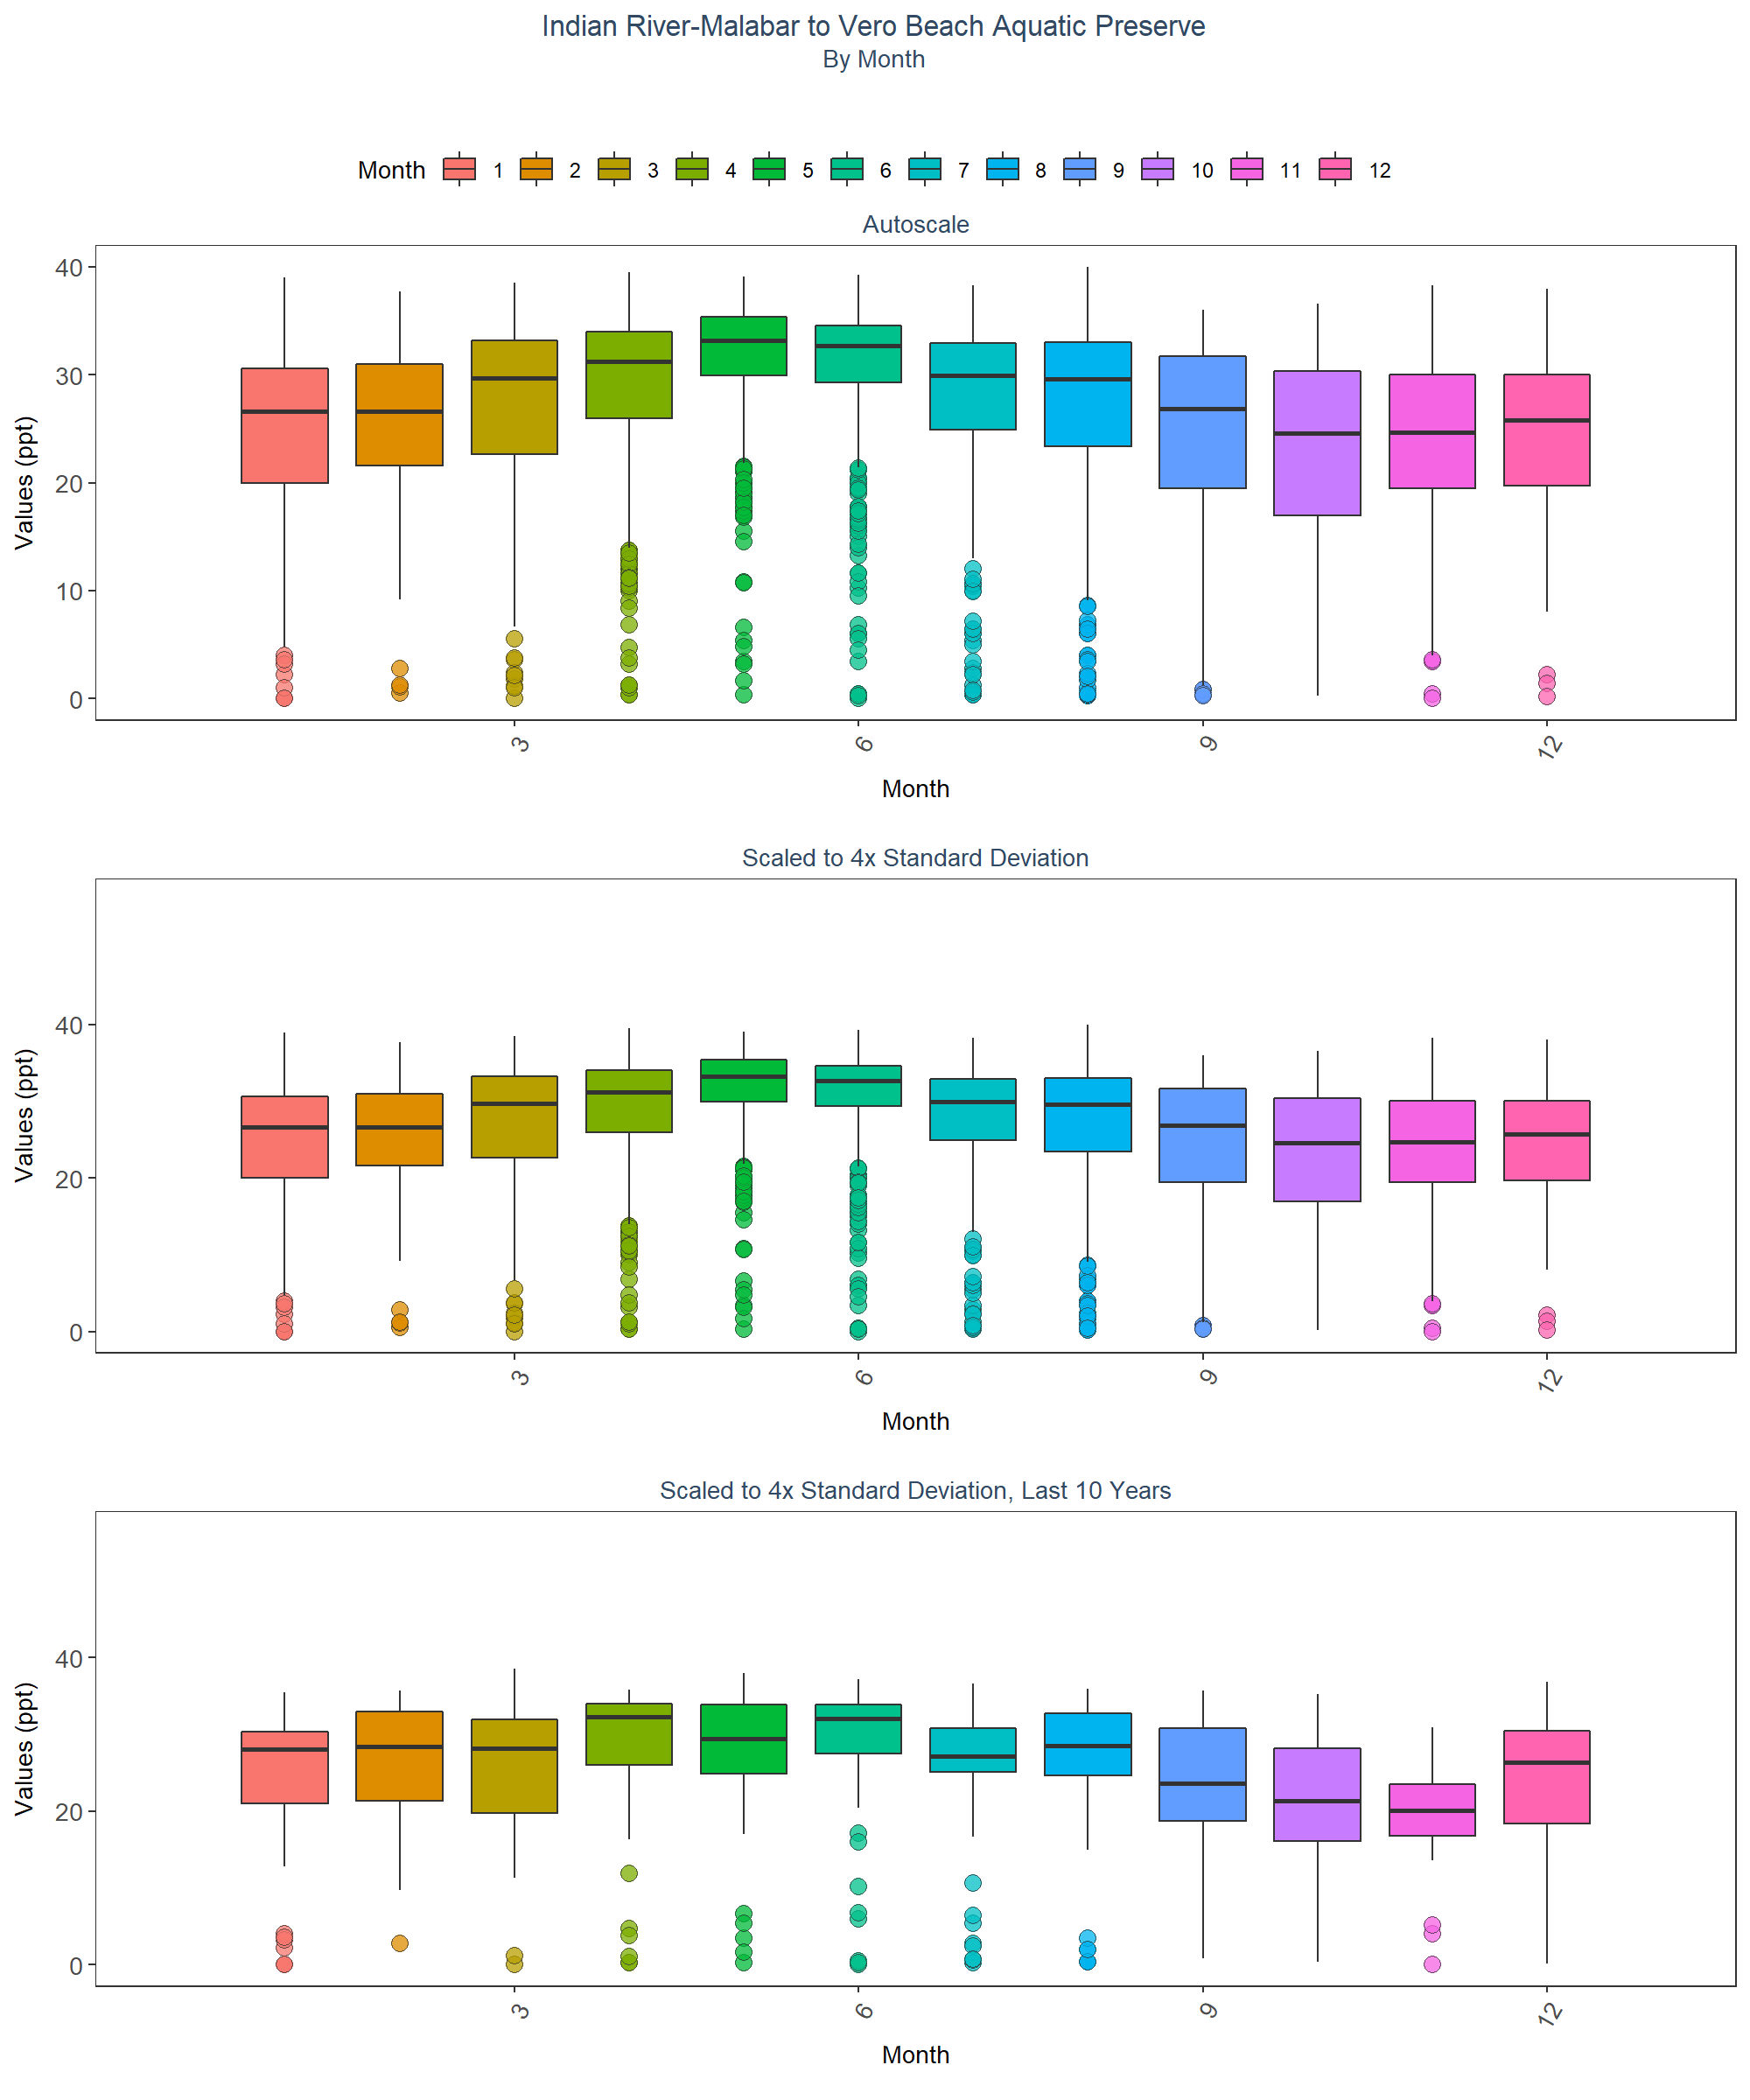 Indian River-Malabar to Vero Beach Aquatic Preserve
By Month
Month 1 2 3 4 5 6 7 8 9 10 11 12
Autoscale
Values (ppt)
40
30
20
10
0
3 6 9 12
Month
Scaled to 4x Standard Deviation
Values (ppt)
40
20
0
3 6 9 12
Month
Scaled to 4x Standard Deviation, Last 10 Years
Values (ppt)
40
20
0
3 6 9 12
Month